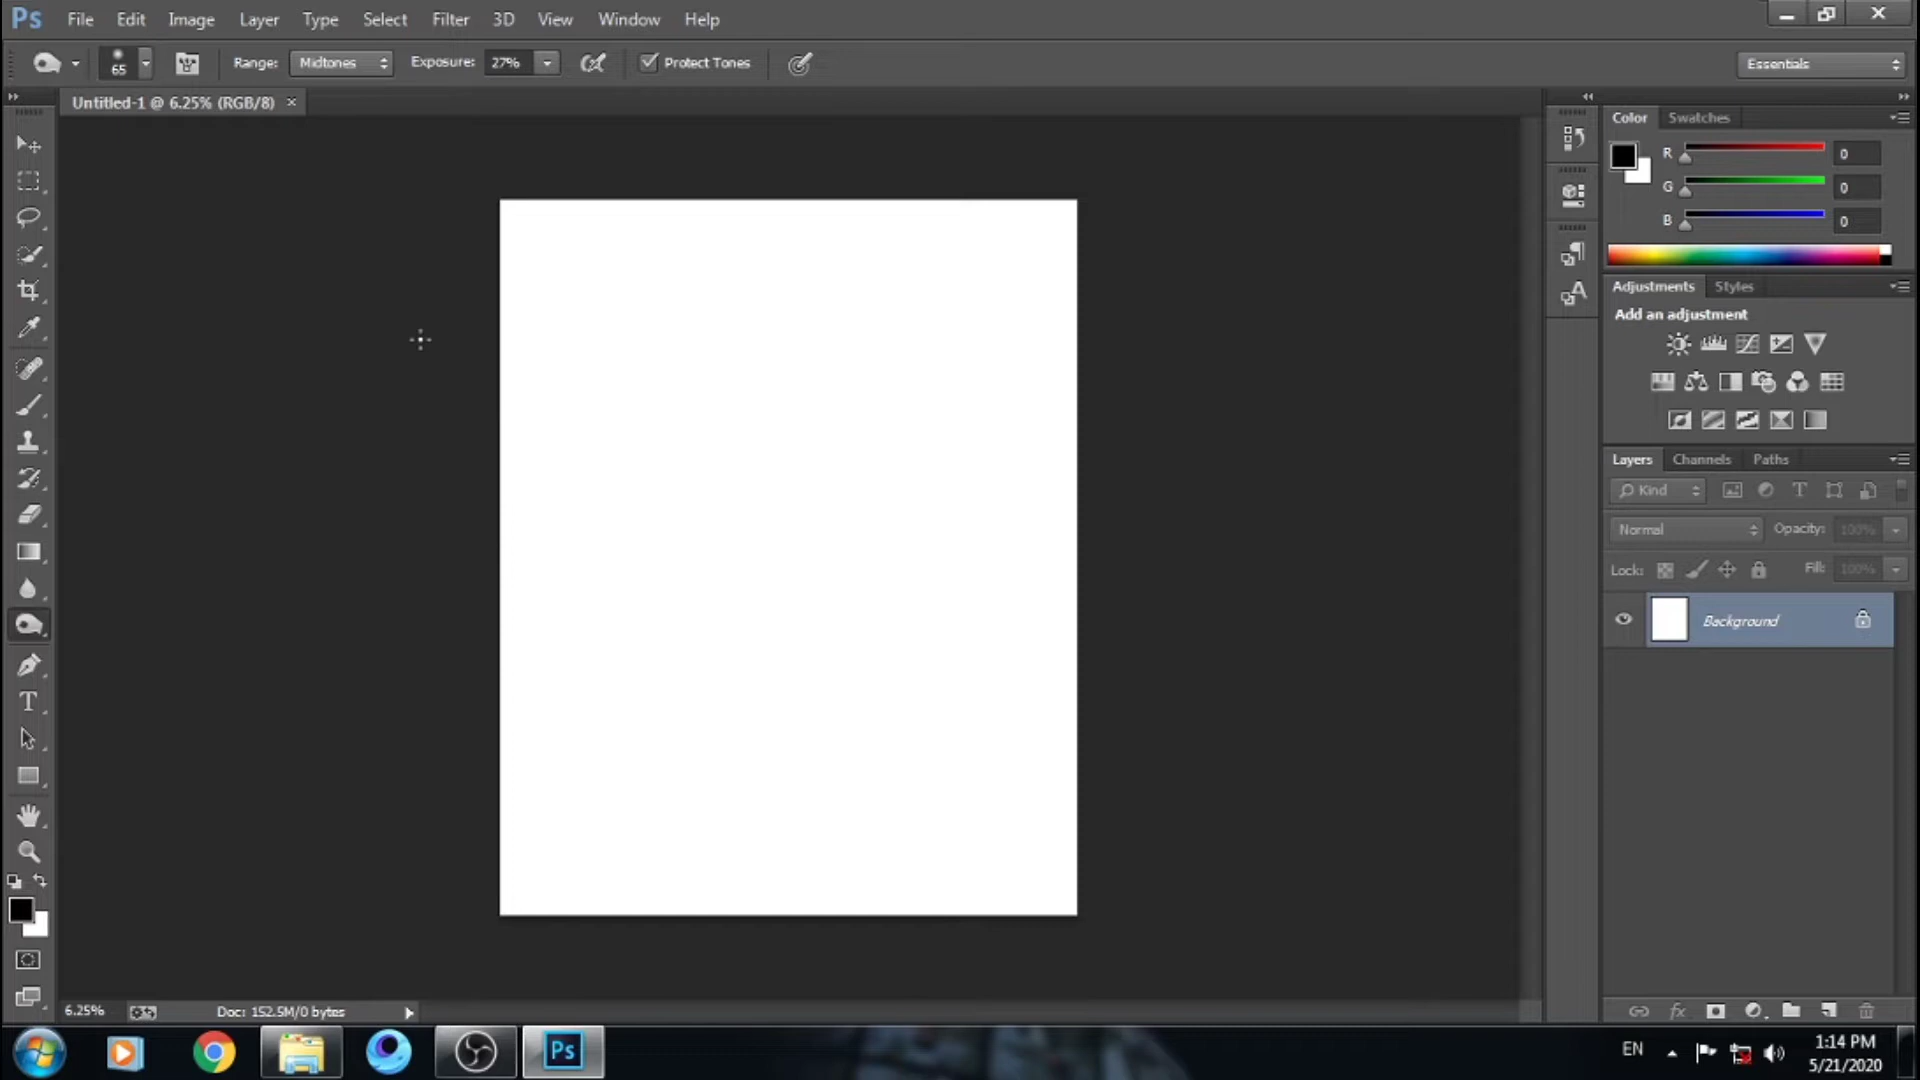 Ps File Edit Image Layer Type Select Filter 3D View Window Help
65 Range: Midtones Exposure: 27% Protect Tones Essentials
Untitled-1 @ 6.25% (RGB/8) ×
Color Swatches
R 0
G 0
B 0
Adjustments Styles
Add an adjustment
Layers Channels Paths
Kind
Normal Opacity: 100%
Lock: Fill: 100%
Background
6.25% Doc: 152.5M/0 bytes
Ps
EN
1:14 PM
5/21/2020